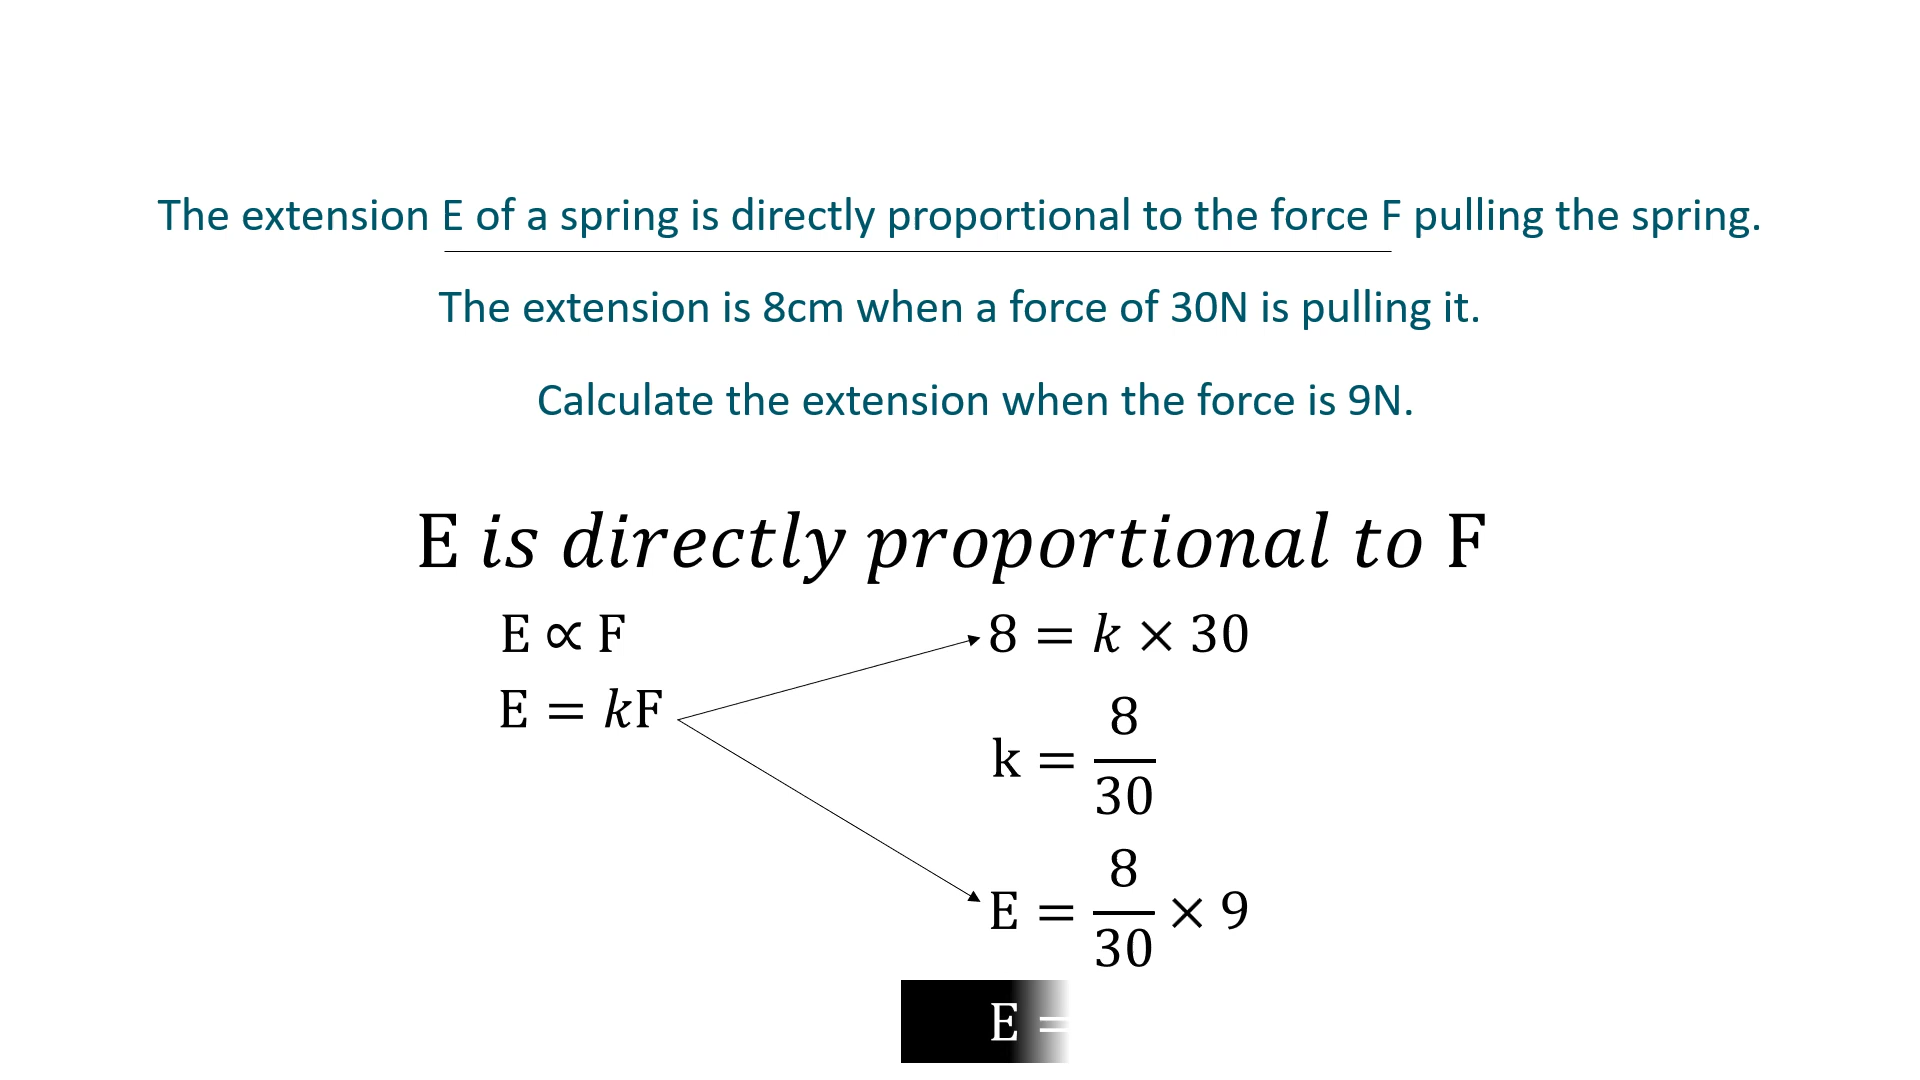 The extension E of a spring is directly proportional to the force F pulling the spring.
The extension is 8cm when a force of 30N is pulling it.
Calculate the extension when the force is 9N.
E is directly proportional to F
E ∝ F
E = kF
8 = k × 30
k = 8/30
E = 8/30 × 9
E =